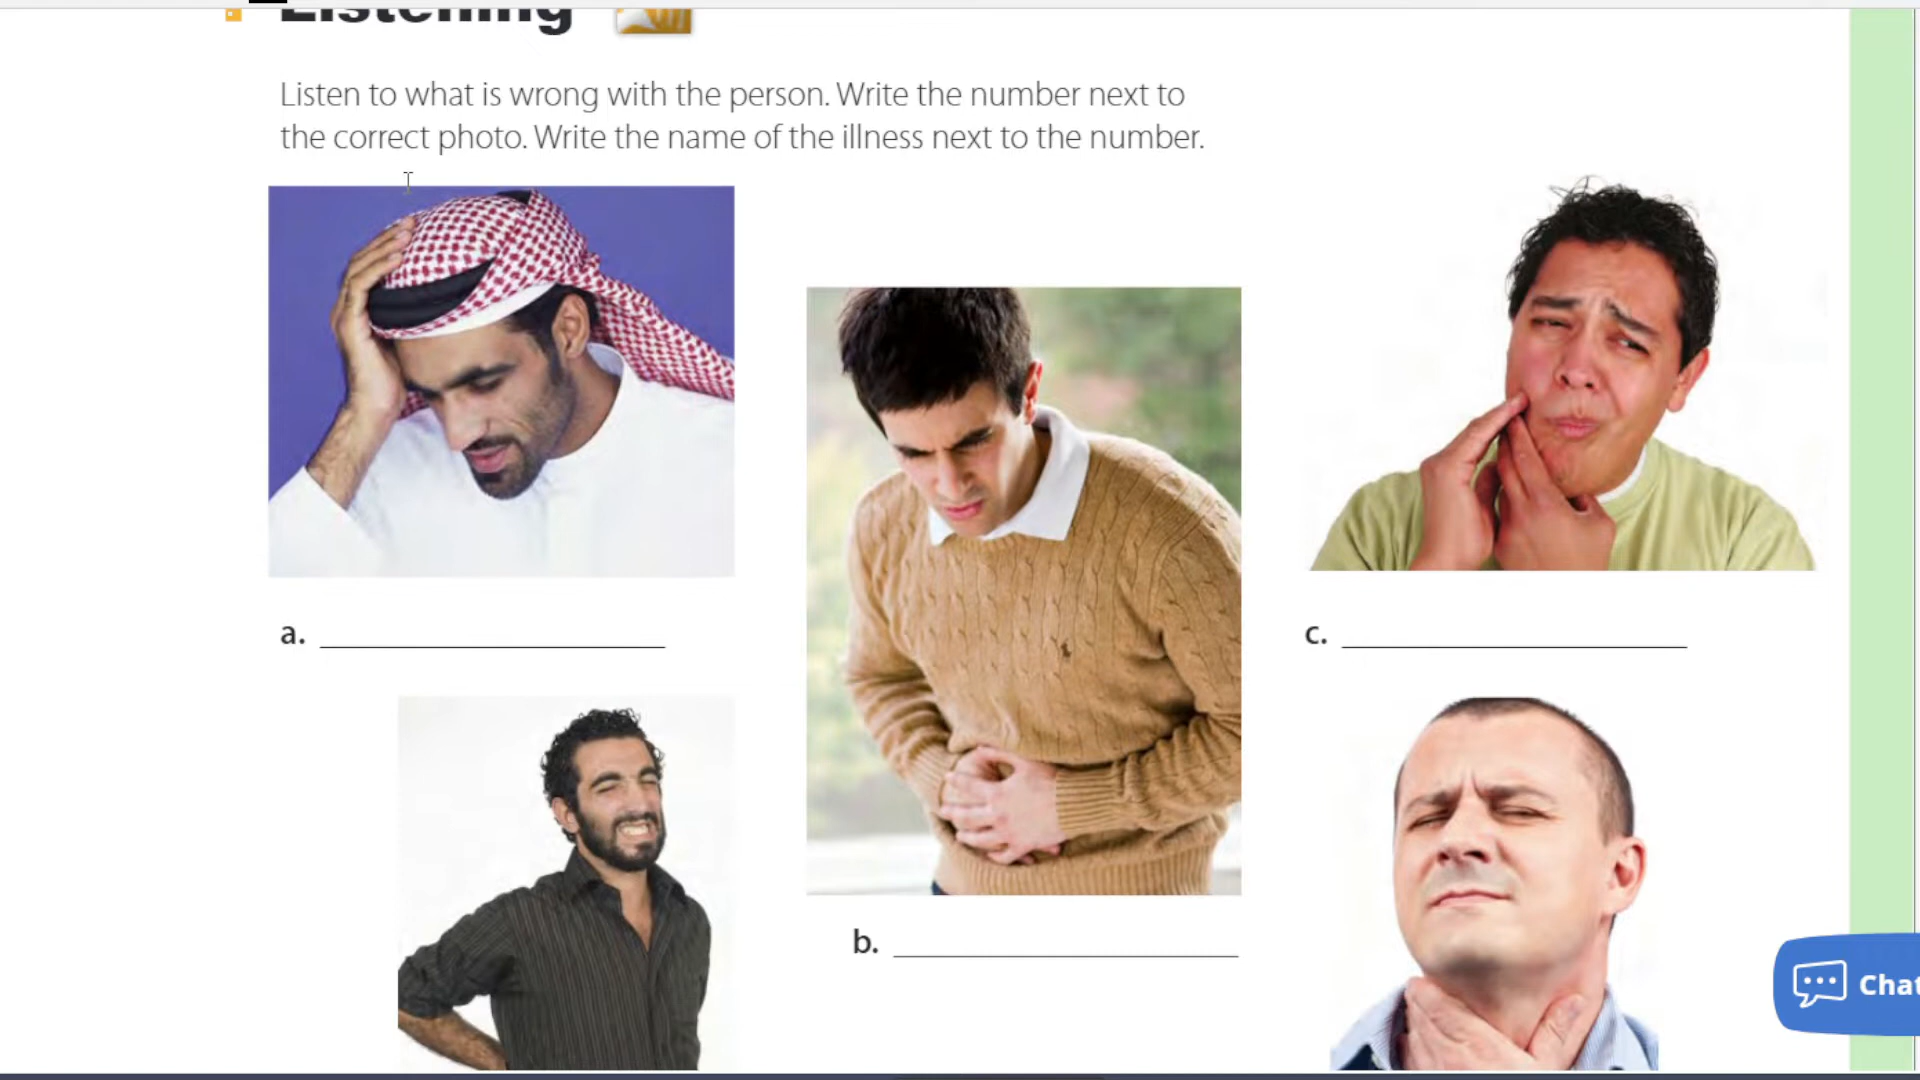 Listening
Listen to what is wrong with the person. Write the number next to
the correct photo. Write the name of the illness next to the number.
a.
c.
b.
Chat